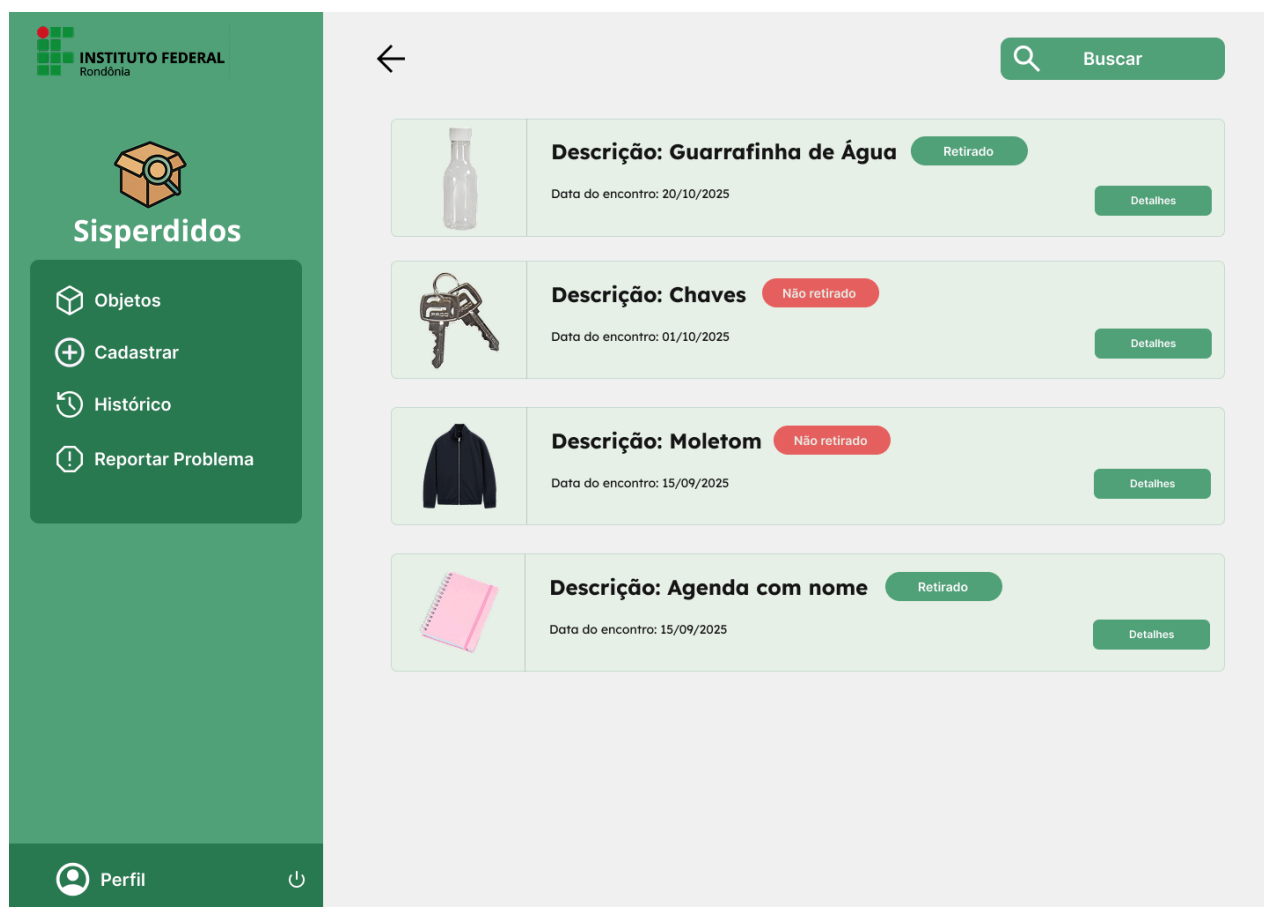 INSTITUTO FEDERAL
Rondônia
Sisperdidos
Objetos
Cadastrar
Histórico
Reportar Problema
Perfil
Buscar
Descrição: Guarrafinha de Água
Retirado
Data do encontro: 20/10/2025
Detalhes
Descrição: Chaves
Não retirado
Data do encontro: 01/10/2025
Detalhes
Descrição: Moletom
Não retirado
Data do encontro: 15/09/2025
Detalhes
Descrição: Agenda com nome
Retirado
Data do encontro: 15/09/2025
Detalhes